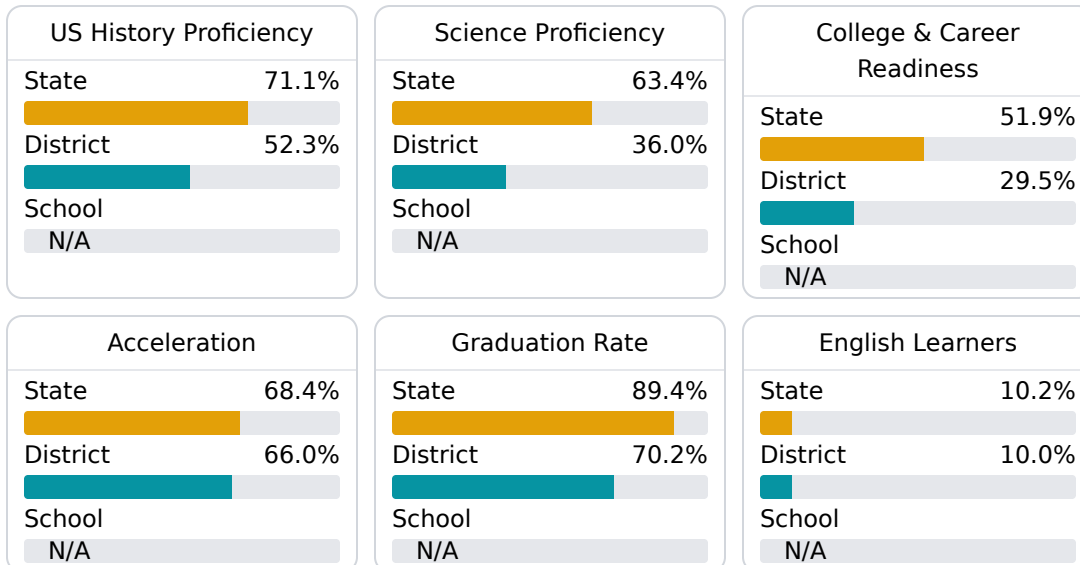 US History Proficiency
State 71.1%
District 52.3%
School
N/A
Science Proficiency
State 63.4%
District 36.0%
School
N/A
College & Career
Readiness
State 51.9%
District 29.5%
School
N/A
Acceleration
State 68.4%
District 66.0%
School
N/A
Graduation Rate
State 89.4%
District 70.2%
School
N/A
English Learners
State 10.2%
District 10.0%
School
N/A